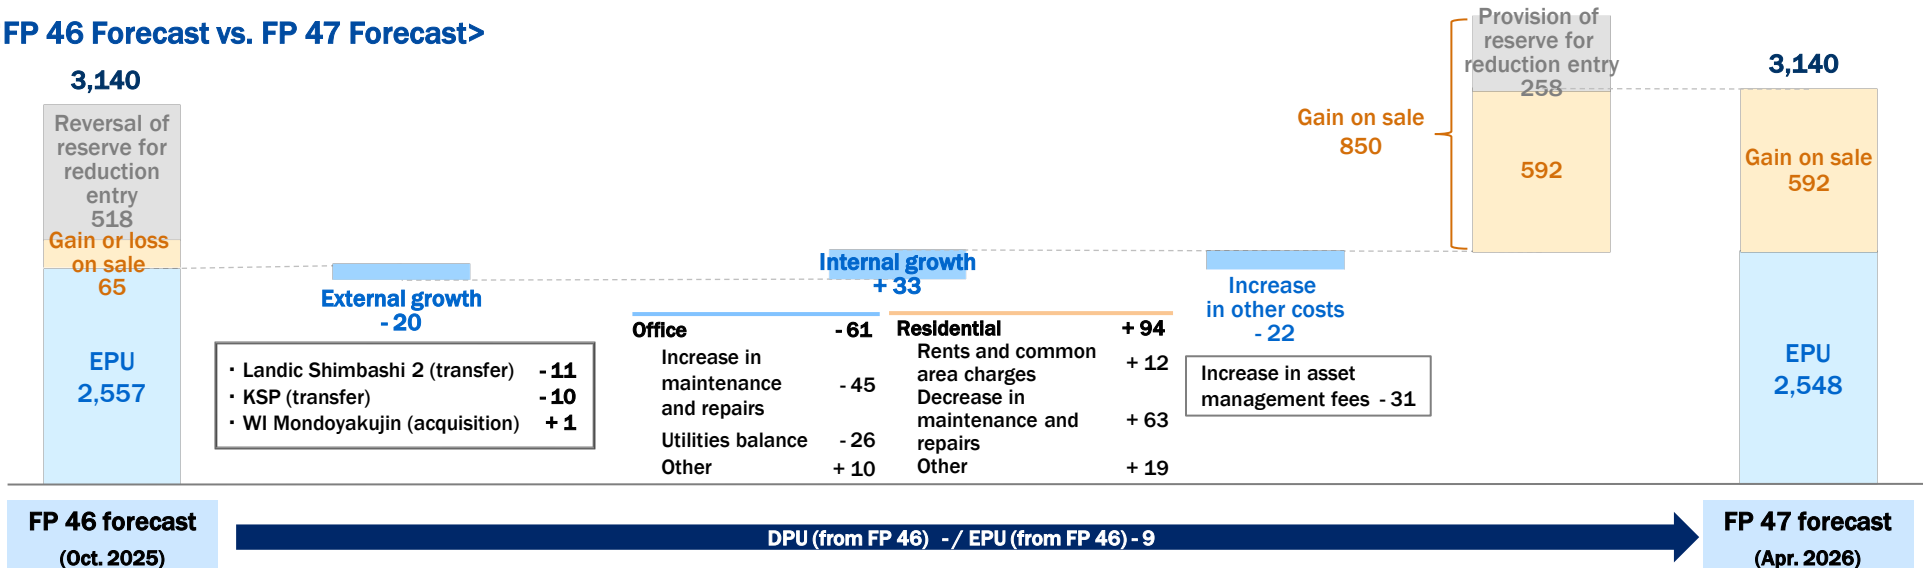 FP 46 Forecast vs. FP 47 Forecast>
3,140
Reversal of
reserve for
reduction
entry
518
Gain or loss
on sale
65
EPU
2,557
External growth
- 20
・Landic Shimbashi 2 (transfer) - 11
・KSP (transfer) - 10
・WI Mondoyakujin (acquisition) + 1
Internal growth
+ 33
Office - 61
Increase in
maintenance
and repairs
- 45
Utilities balance - 26
Other + 10
Residential + 94
Rents and common
area charges
+ 12
Decrease in
maintenance and
repairs
+ 63
Other + 19
Increase
in other costs
- 22
Increase in asset
management fees - 31
Gain on sale
850
Provision of
reserve for
reduction entry
258
592
3,140
Gain on sale
592
EPU
2,548
FP 46 forecast
(Oct. 2025)
DPU (from FP 46) - / EPU (from FP 46) - 9
FP 47 forecast
(Apr. 2026)